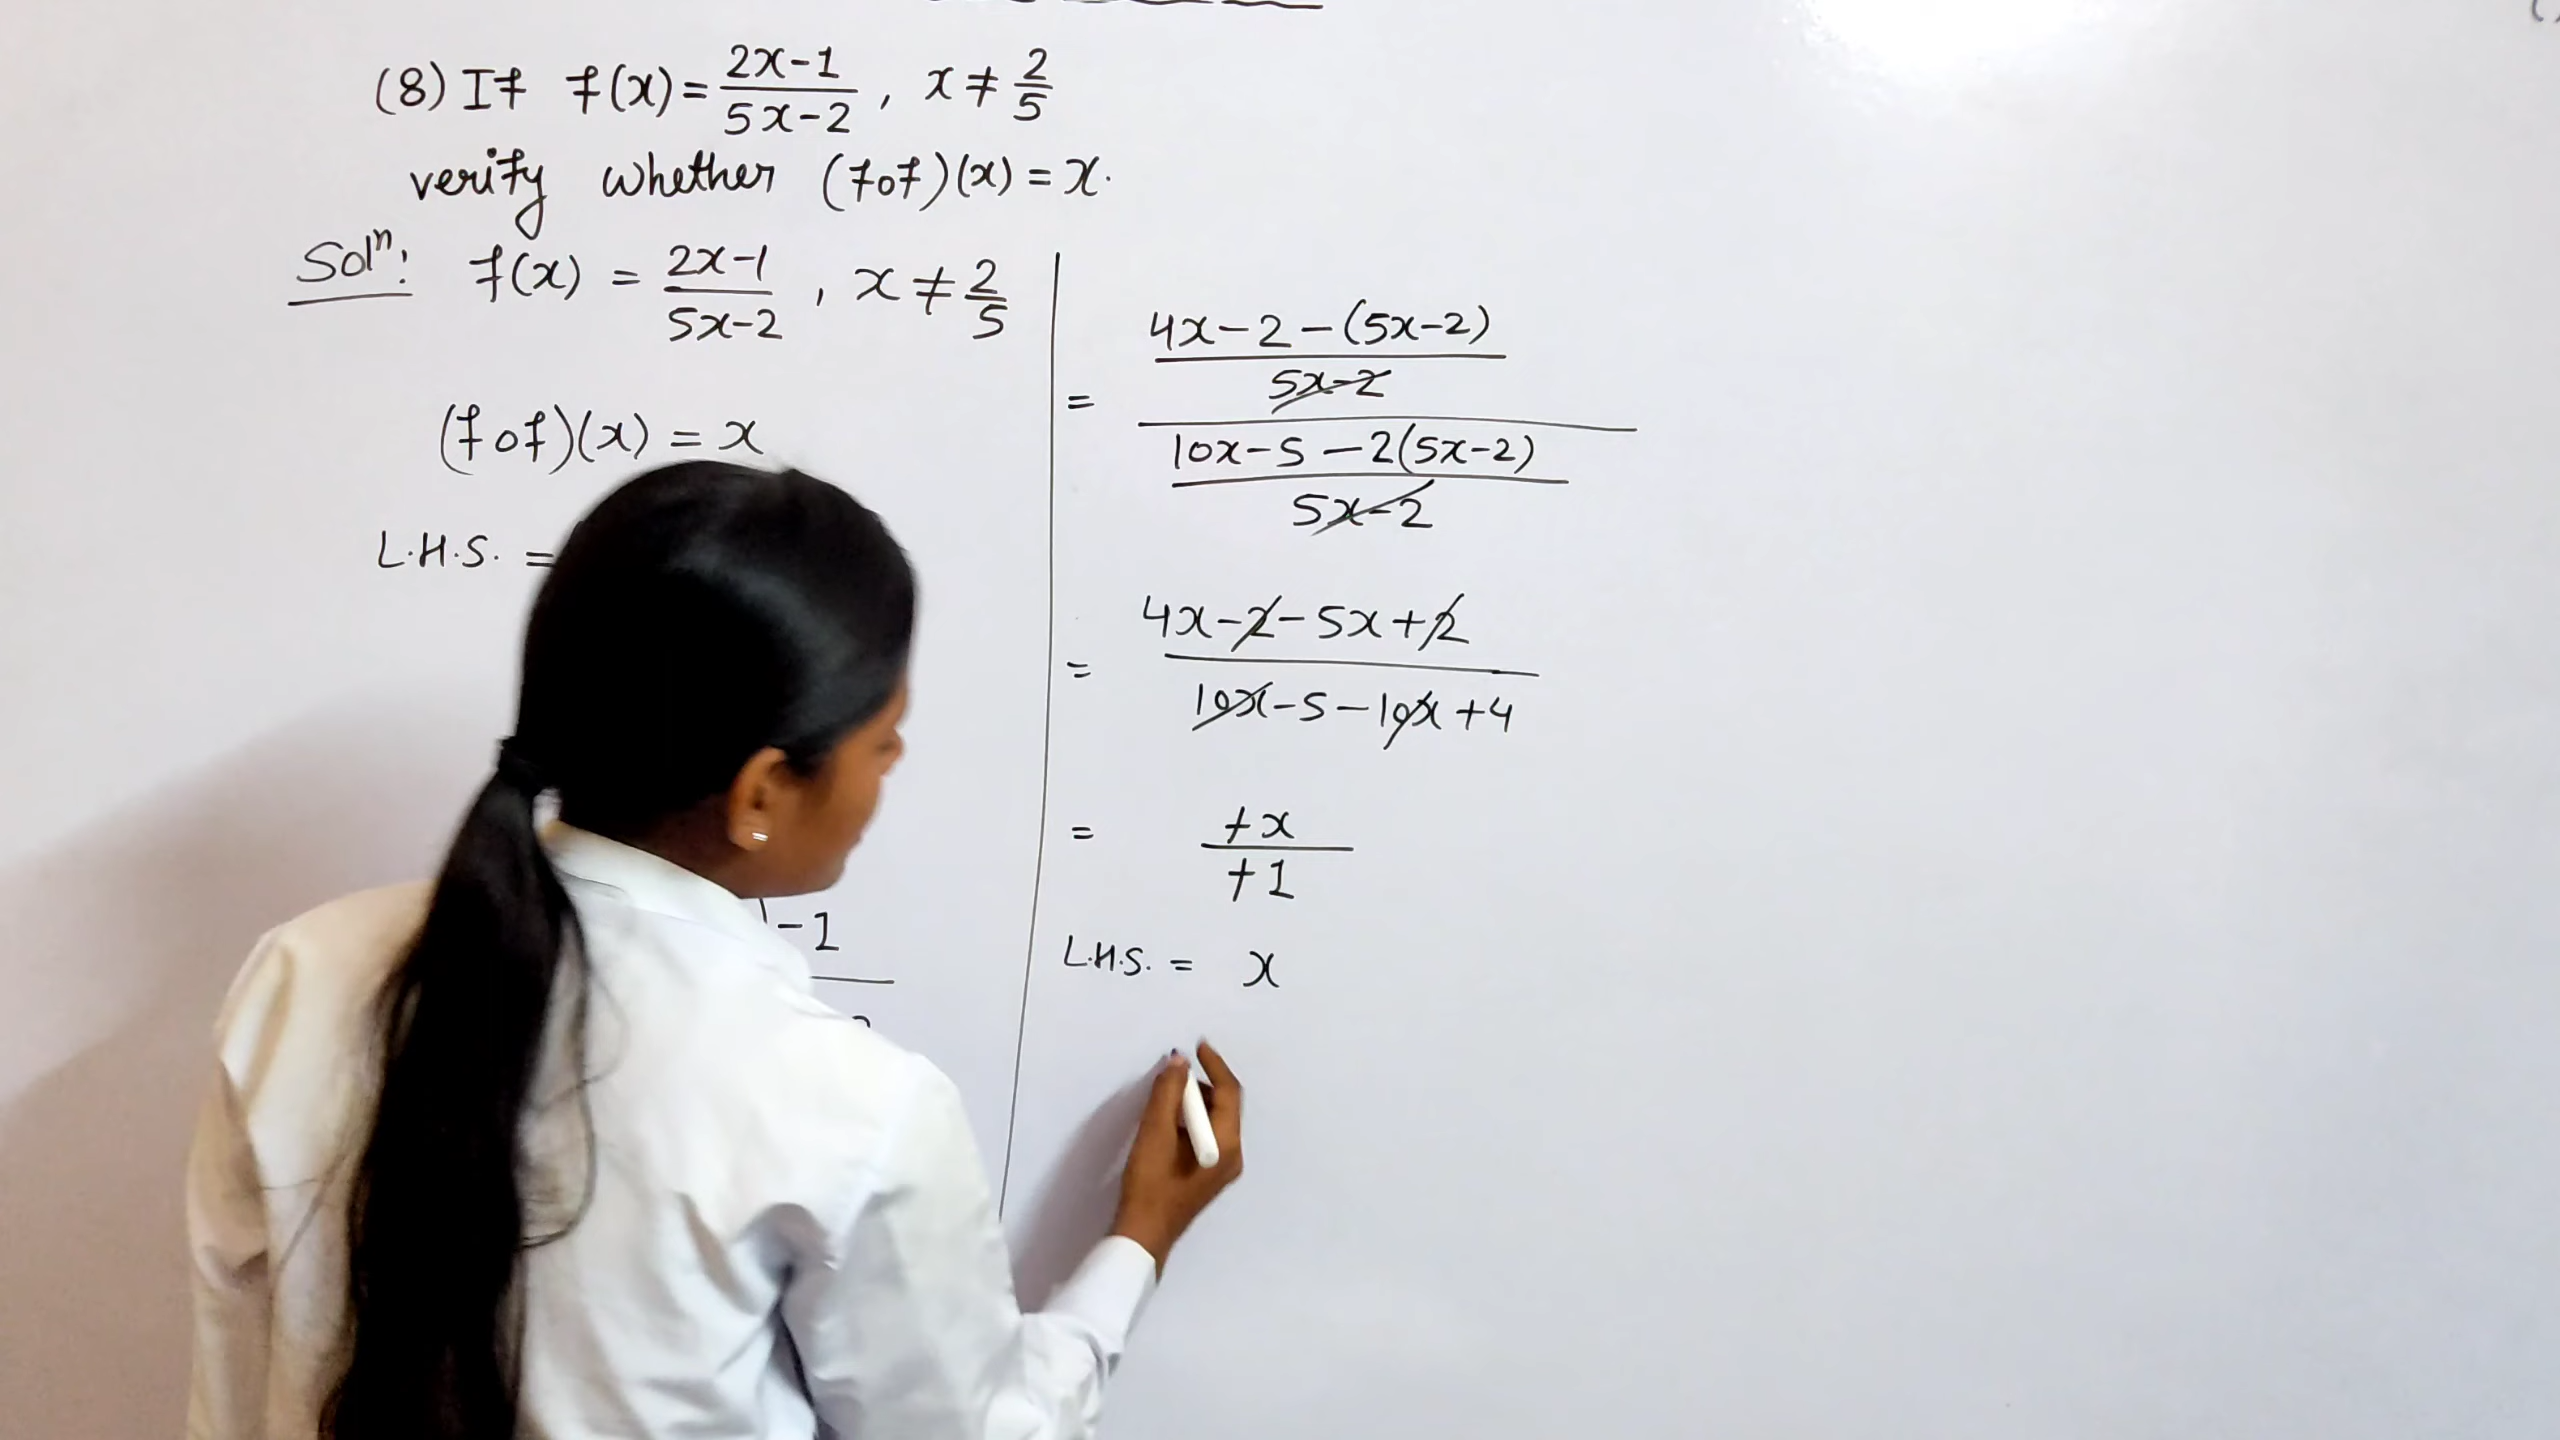 (8) If f(x) = 2x-1 / 5x-2 , x ≠ 2/5
verify whether (fof)(x) = x.
Solⁿ: f(x) = 2x-1 / 5x-2 , x ≠ 2/5
(fof)(x) = x
L.H.S. =
-1
= 4x-2-(5x-2)
5x-2
10x-5-2(5x-2)
5x-2
= 4x-2-5x+2
10x-5-10x+4
= +x
+1
L.H.S. = x